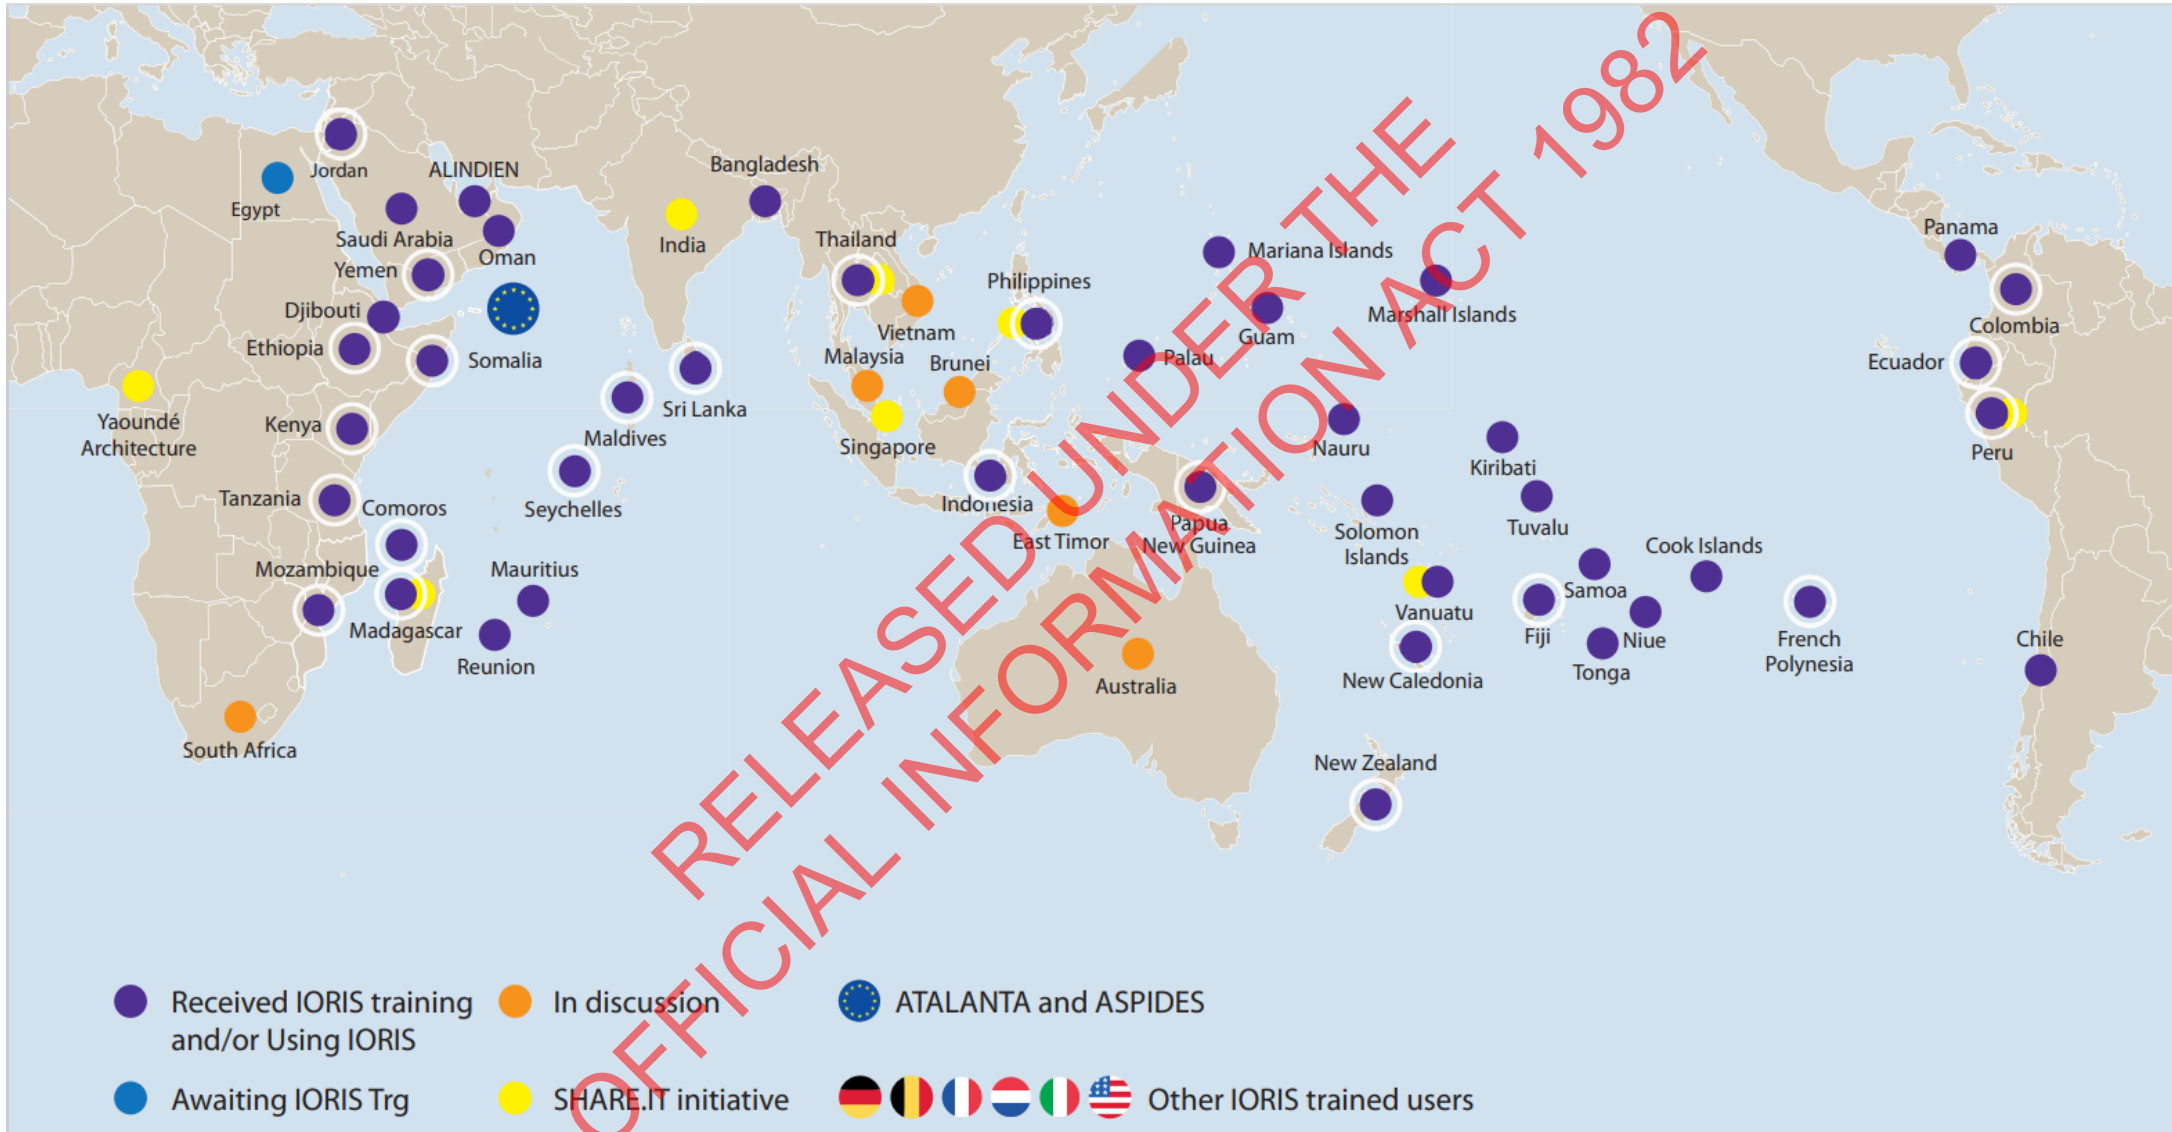 Jordan
ALINDIEN
Bangladesh
Egypt
Saudi Arabia
Oman
India
Thailand
Yemen
Mariana Islands
Panama
Philippines
Djibouti
Vietnam
Guam
Marshall Islands
Colombia
Ethiopia
Somalia
Malaysia
Brunei
Palau
Ecuador
Yaoundé
Architecture
Kenya
Sri Lanka
Maldives
Singapore
Nauru
Kiribati
Peru
Tanzania
Comoros
Seychelles
Indonesia
East Timor
Papua
New Guinea
Solomon
Islands
Tuvalu
Cook Islands
Mozambique
Mauritius
Samoa
Madagascar
Reunion
Vanuatu
Fiji
Niue
Tonga
French
Polynesia
Chile
New Caledonia
Australia
South Africa
New Zealand
RELEASED UNDER THE
OFFICIAL INFORMATION ACT 1982
Received IORIS training
and/or Using IORIS
In discussion
ATALANTA and ASPIDES
Awaiting IORIS Trg
SHARE.IT initiative
Other IORIS trained users